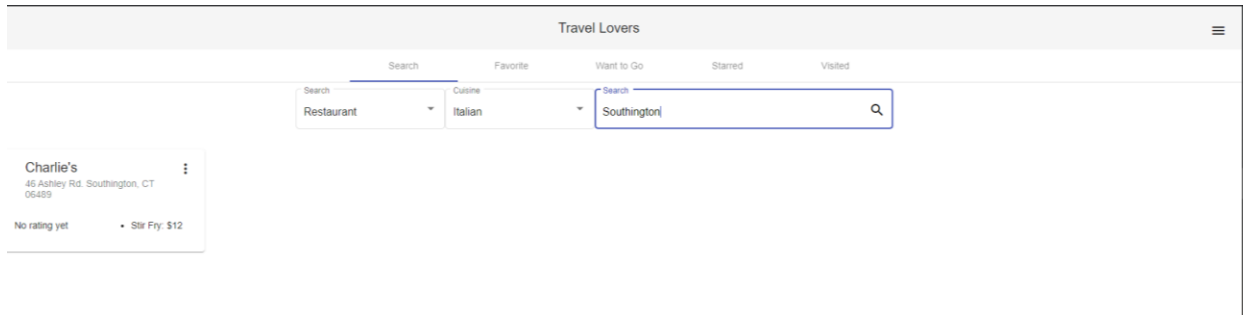 Travel Lovers
Search Favorite Want to Go Starred Visited
Search Cuisine Search
Restaurant Italian Southington
Charlie's
46 Ashley Rd. Southington, CT
06489
No rating yet • Stir Fry: $12